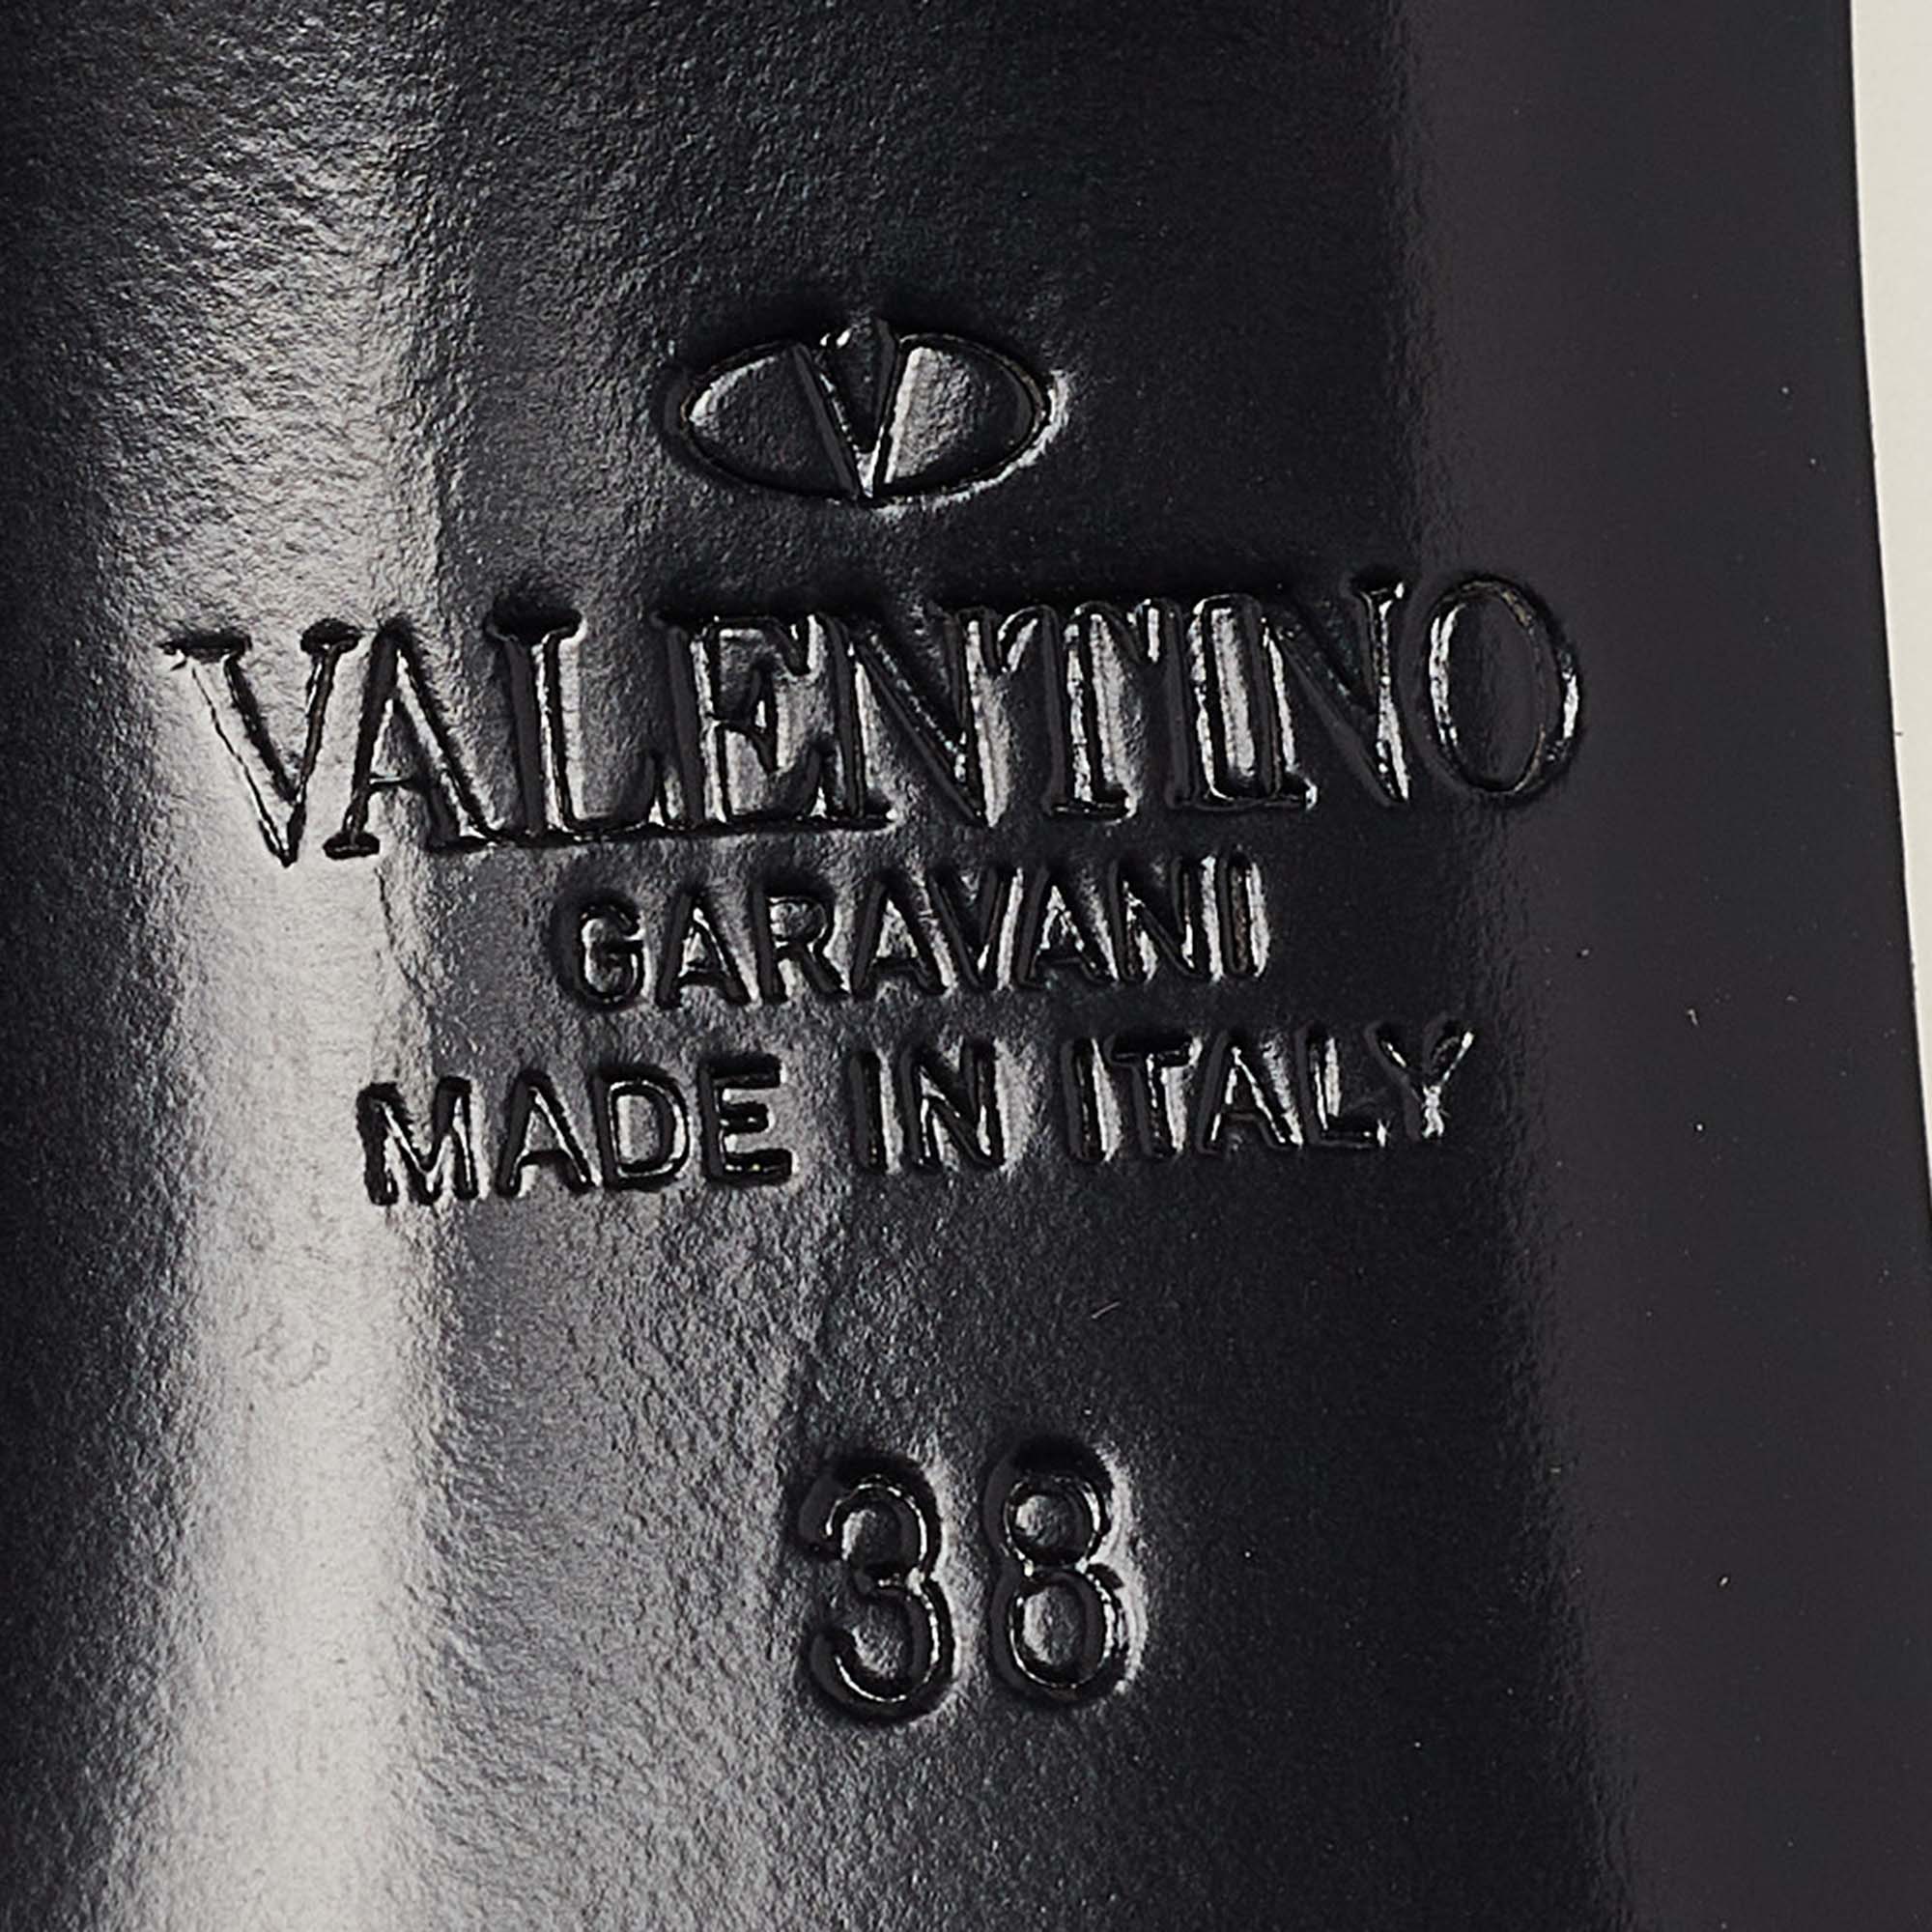 V
VALENTINO
GARAVANI
MADE IN ITALY
38